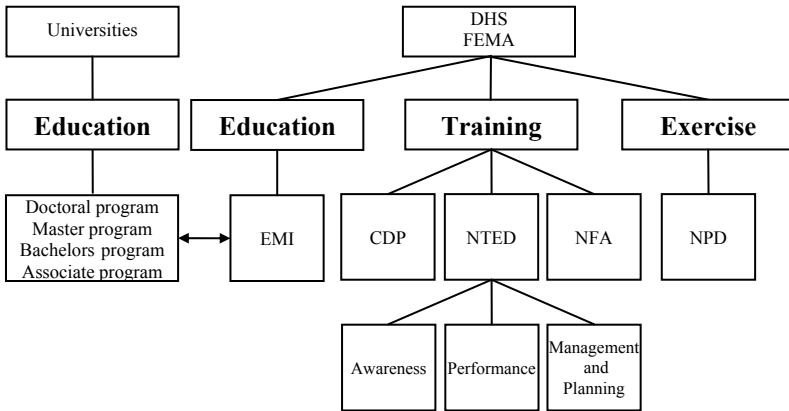 Universities
DHS
FEMA
Education
Education
Training
Exercise
Doctoral program
Master program
Bachelors program
Associate program
EMI
CDP
NTED
NFA
NPD
Awareness
Performance
Management
and
Planning